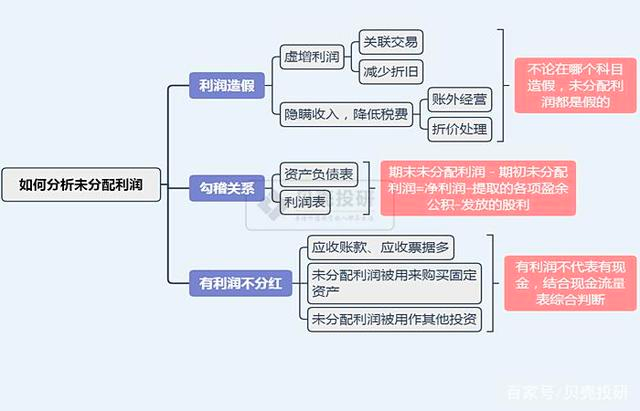 如何分析未分配利润
利润造假
虚增利润
关联交易
减少折旧
隐瞒收入，降低税费
账外经营
折价处理
不论在哪个科目
造假，未分配利
润都是假的
勾稽关系
资产负债表
利润表
期末未分配利润-期初未分配
利润=净利润-提取的各项盈余
公积-发放的股利
有利润不分红
应收账款、应收票据多
未分配利润被用来购买固定
资产
未分配利润被用作其他投资
有利润不代表有现
金，结合现金流量
表综合判断
贝壳投研
百家号/贝壳投研